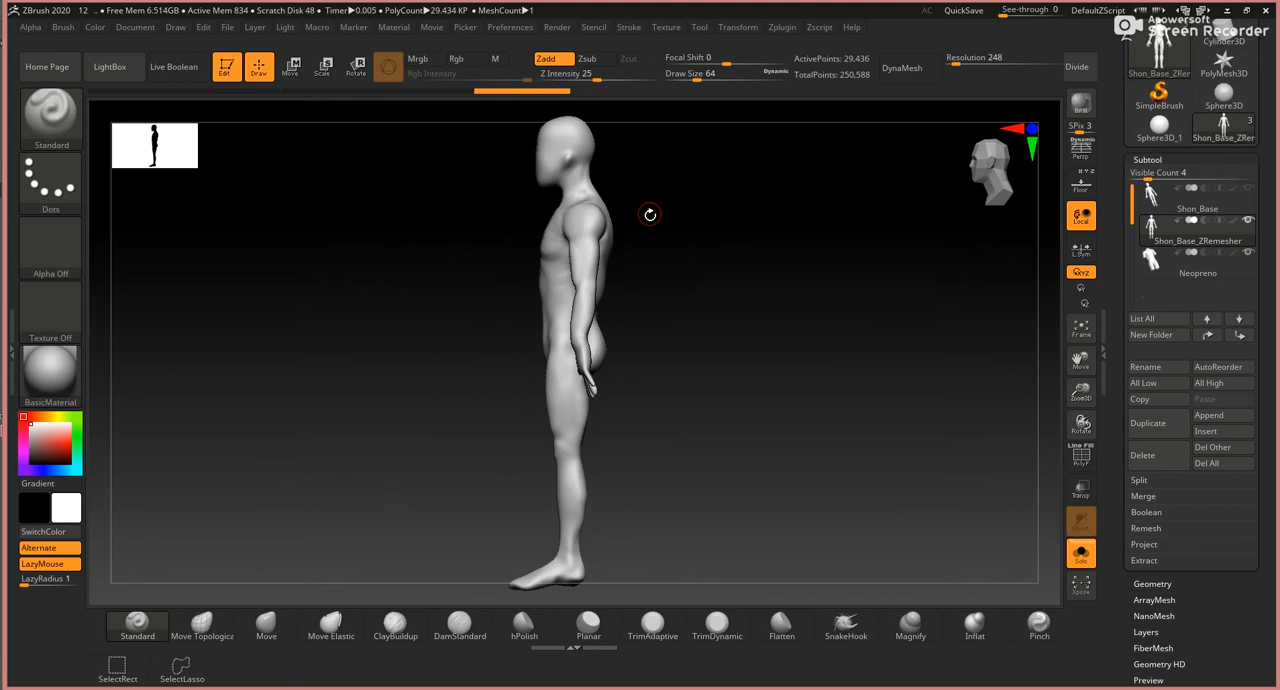 ZBrush 2020 12 .. • Free Mem 6.514GB • Active Mem 834 • Scratch Disk 48 • Timer▶0.005 • PolyCount▶29.434 KP • MeshCount▶1
AC QuickSave See-through 0 DefaultZScript
Alpha Brush Color Document Draw Edit File Layer Light Macro Marker Material Movie Picker Preferences Render Stencil Stroke Texture Tool Transform Zplugin Zscript Help
Apowersoft
Screen Recorder
Home Page LightBox Live Boolean Edit Draw Move Scale Rotate
Mrgb Rgb M
Rgb Intensity
Zadd Zsub Zcut
Z Intensity 25
Focal Shift 0
Draw Size 64 Dynamic
ActivePoints: 29,436
TotalPoints: 250,588
DynaMesh
Resolution 248
Divide
Standard
Dots
Alpha Off
Texture Off
BasicMaterial
Gradient
SwitchColor
Alternate
LazyMouse
LazyRadius 1
BPR
SPix 3
Dynamic
Persp
X Y Z
Floor
Local
L.Sym
XYZ
Frame
Move
Zoom3D
Rotate
Line Fill
PolyF
Transp
Ghost
Dynamic
Solo
Xpose
Cylinder3D
Shon_Base_ZRer PolyMesh3D
SimpleBrush Sphere3D
3
Sphere3D_1 Shon_Base_ZRer
Subtool
Visible Count 4
Shon_Base
Shon_Base_ZRemesher
Neopreno
List All
New Folder
Rename AutoReorder
All Low All High
Copy Paste
Duplicate Append
Insert
Delete Del Other
Del All
Split
Merge
Boolean
Remesh
Project
Extract
Geometry
ArrayMesh
NanoMesh
Layers
FiberMesh
Geometry HD
Preview
Standard Move Topologica Move Move Elastic ClayBuildup DamStandard hPolish Planar TrimAdaptive TrimDynamic Flatten SnakeHook Magnify Inflat Pinch
SelectRect SelectLasso